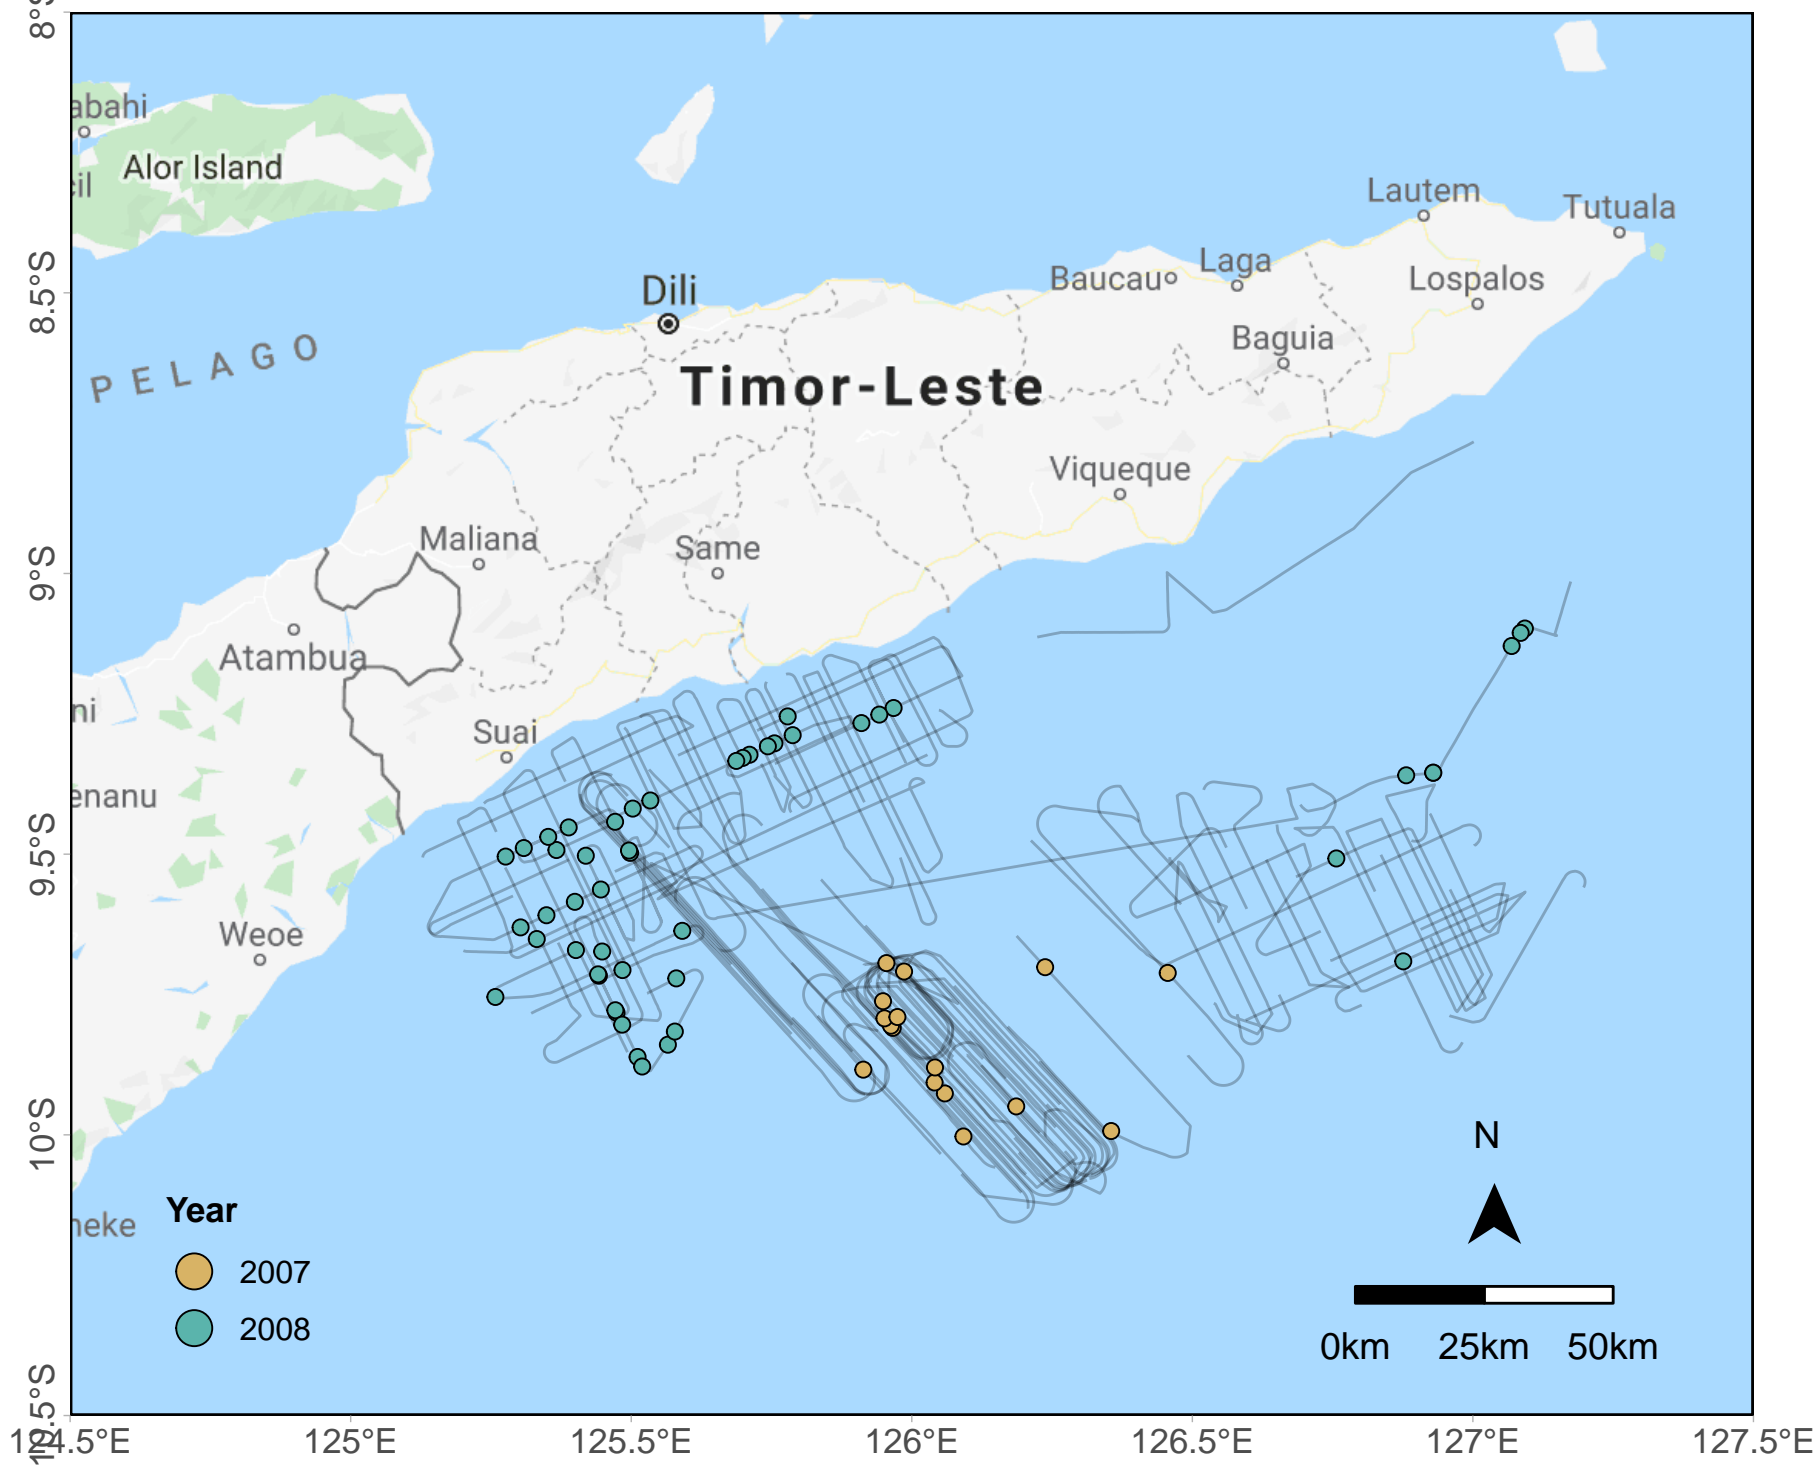 8°S
abahi
Alor Island
cil
Lautem
Tutuala
Laga
Baucau
Lospalos
8.5°S
Dili
Baguia
PELAGO
Timor-Leste
Viqueque
Maliana
Same
9°S
Atambua
ni
Suai
enanu
9.5°S
Weoe
10°S
N
Year
neke
2007
2008
0km 25km 50km
10.5°S
124.5°E 125°E 125.5°E 126°E 126.5°E 127°E 127.5°E